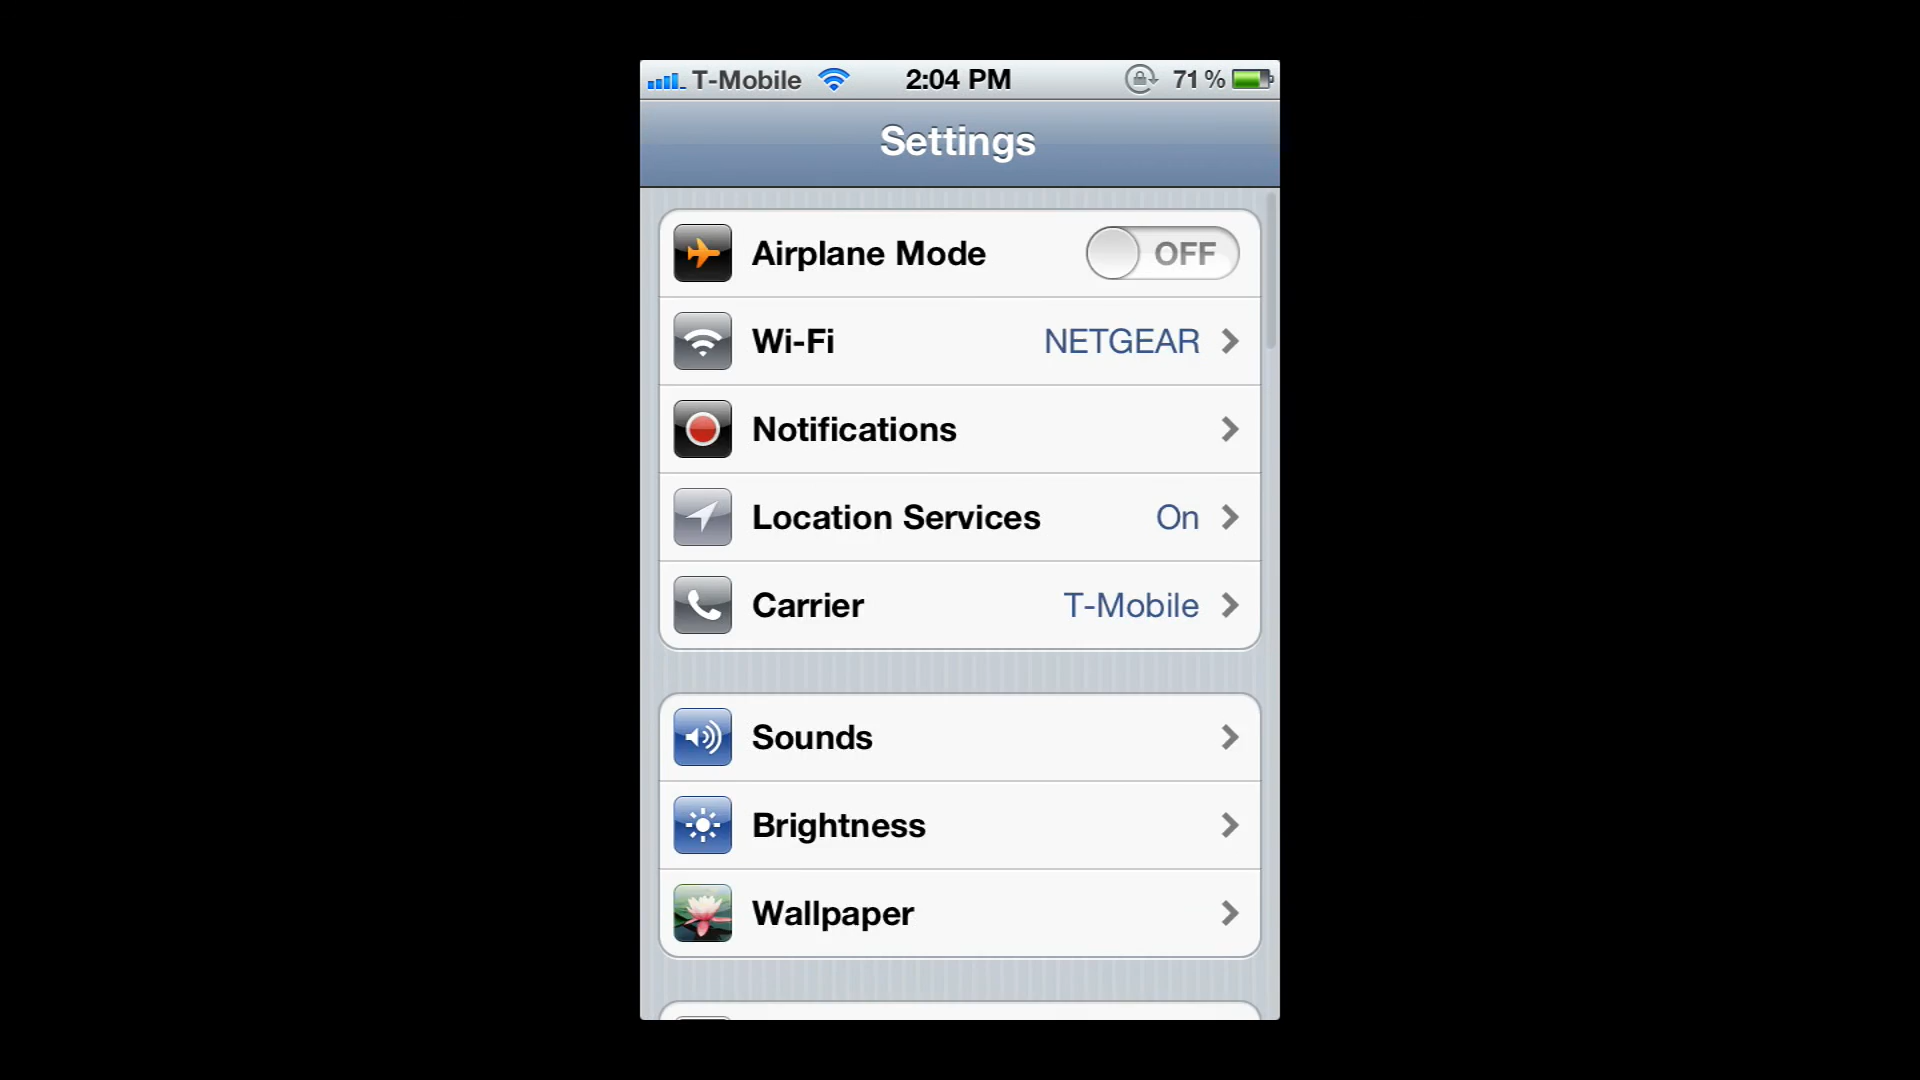 T-Mobile 2:04 PM 71%
Settings
Airplane Mode OFF
Wi-Fi NETGEAR
Notifications
Location Services On
Carrier T-Mobile
Sounds
Brightness
Wallpaper